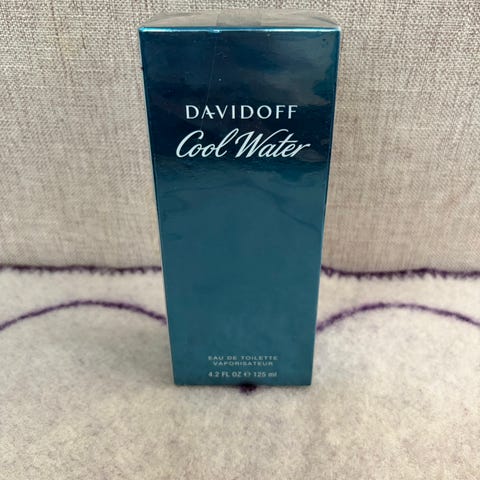 DAVIDOFF
Cool Water
EAU DE TOILETTE
VAPORISATEUR
4.2 FL OZ ℮ 125 ml